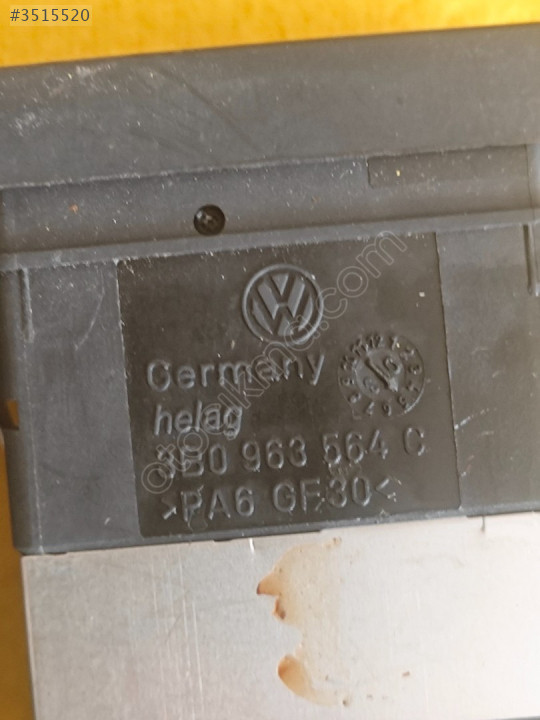 #3515520
Germany
helag
3B0 963 564 C
>PA6 GF30<